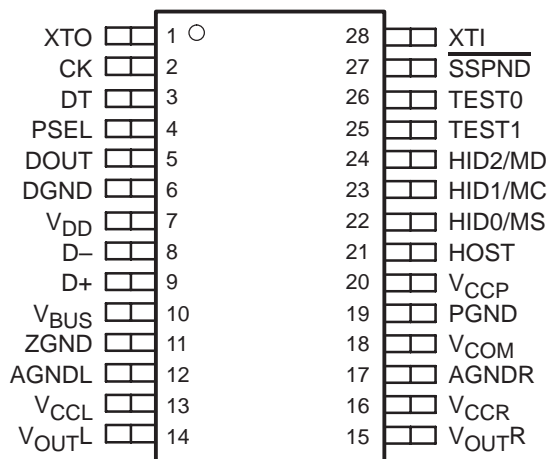 XTO 1 28 XTI
CK 2 27 SSPND
DT 3 26 TEST0
PSEL 4 25 TEST1
DOUT 5 24 HID2/MD
DGND 6 23 HID1/MC
VDD 7 22 HID0/MS
D– 8 21 HOST
D+ 9 20 VCCP
VBUS 10 19 PGND
ZGND 11 18 VCOM
AGNDL 12 17 AGNDR
VCCL 13 16 VCCR
VOUTL 14 15 VOUTR